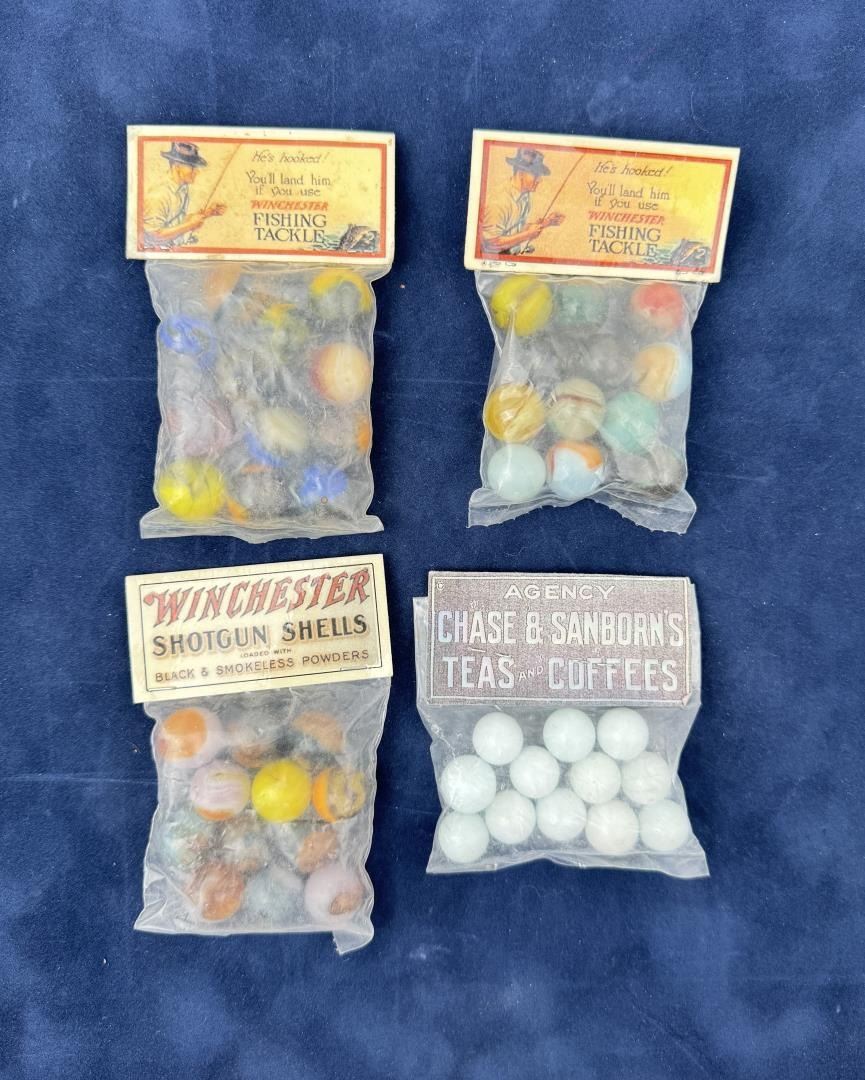 He's hooked!
You'll land him
if you use
WINCHESTER
FISHING
TACKLE
He's hooked!
You'll land him
if you use
WINCHESTER
FISHING
TACKLE
WINCHESTER
SHOTGUN SHELLS
LOADED WITH
BLACK & SMOKELESS POWDERS
AGENCY
CHASE & SANBORN'S
TEAS AND COFFEES